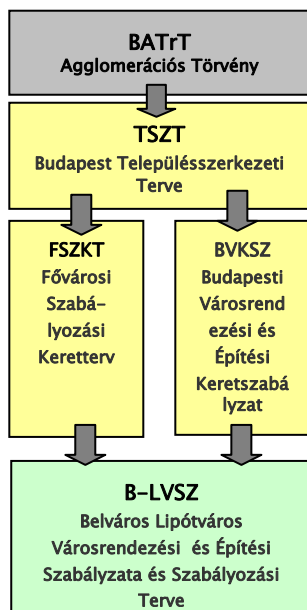 BATrT
Agglomerációs Törvény
TSZT
Budapest Településszerkezeti
Terve
FSZKT
Fővárosi
Szabá-
lyozási
Keretterv
BVKSZ
Budapesti
Városrend
ezési és
Építési
Keretszabá
lyzat
B-LVSZ
Belváros Lipótváros
Városrendezési és Építési
Szabályzata és Szabályozási
Terve